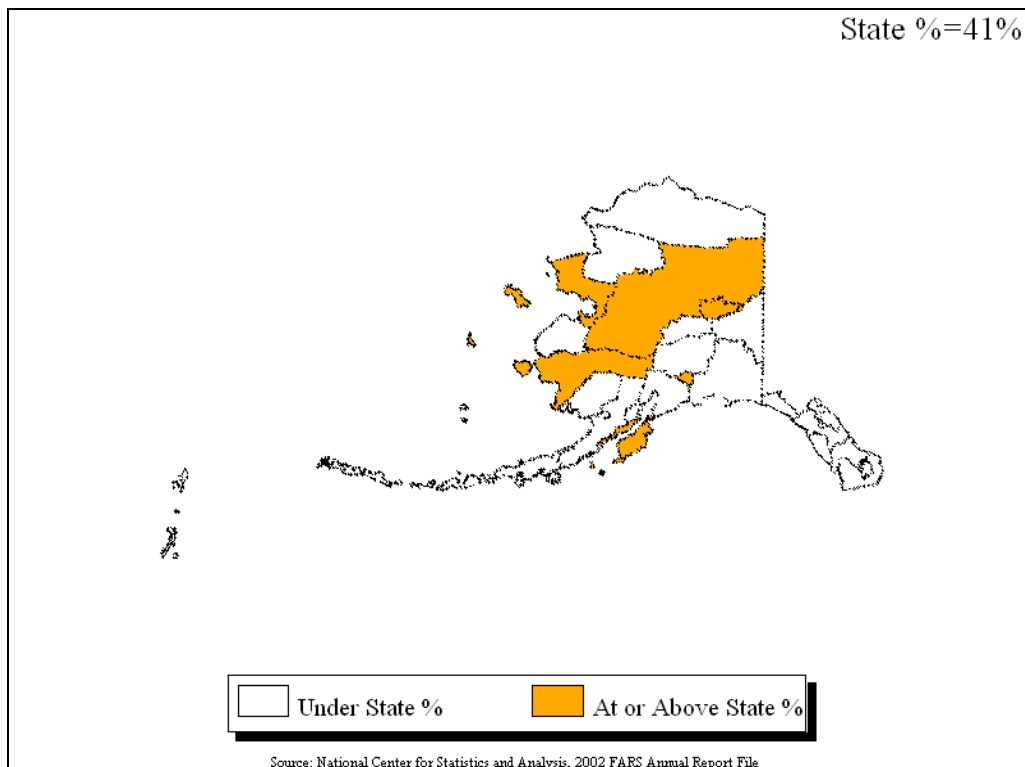 State %=41%
Under State %
At or Above State %
Source: National Center for Statistics and Analysis, 2002 FARS Annual Report File